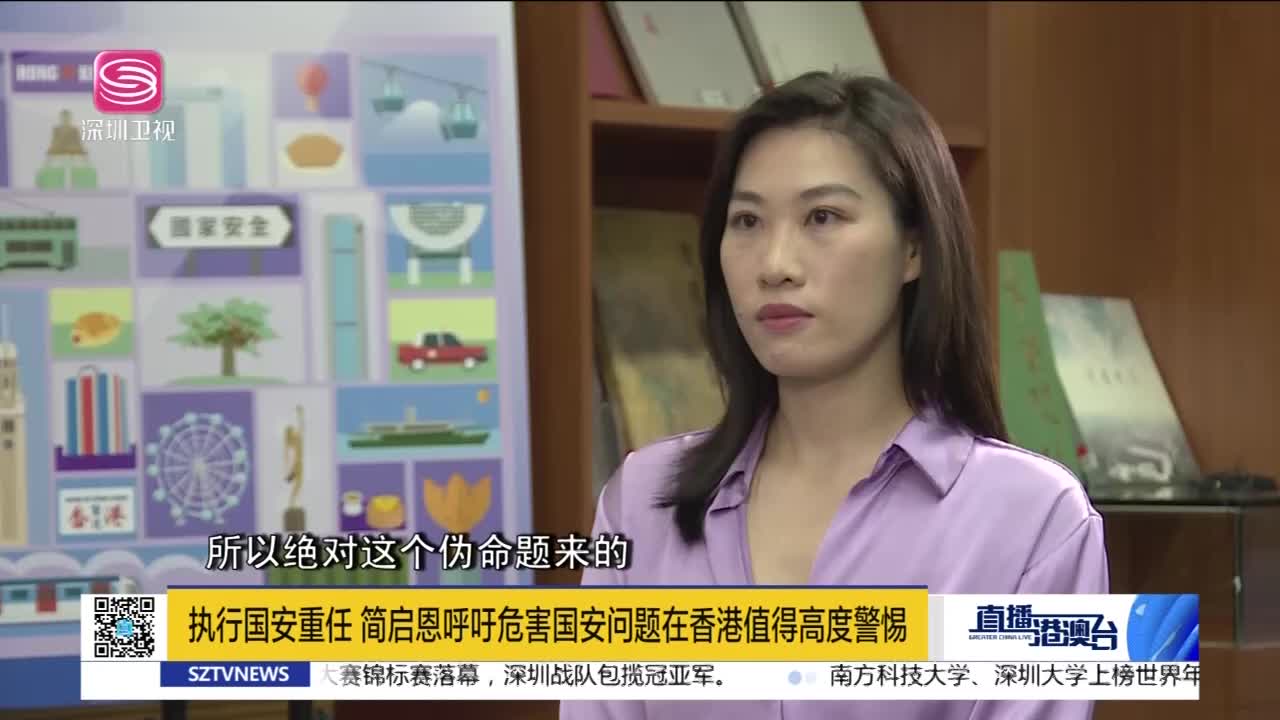 深圳卫视
國家安全
香港
所以绝对这个伪命题来的
执行国安重任 简启恩呼吁危害国安问题在香港值得高度警惕
直播港澳台
GREATER CHINA LIVE
SZTVNEWS
大赛锦标赛落幕，深圳战队包揽冠亚军。
南方科技大学、深圳大学上榜世界年